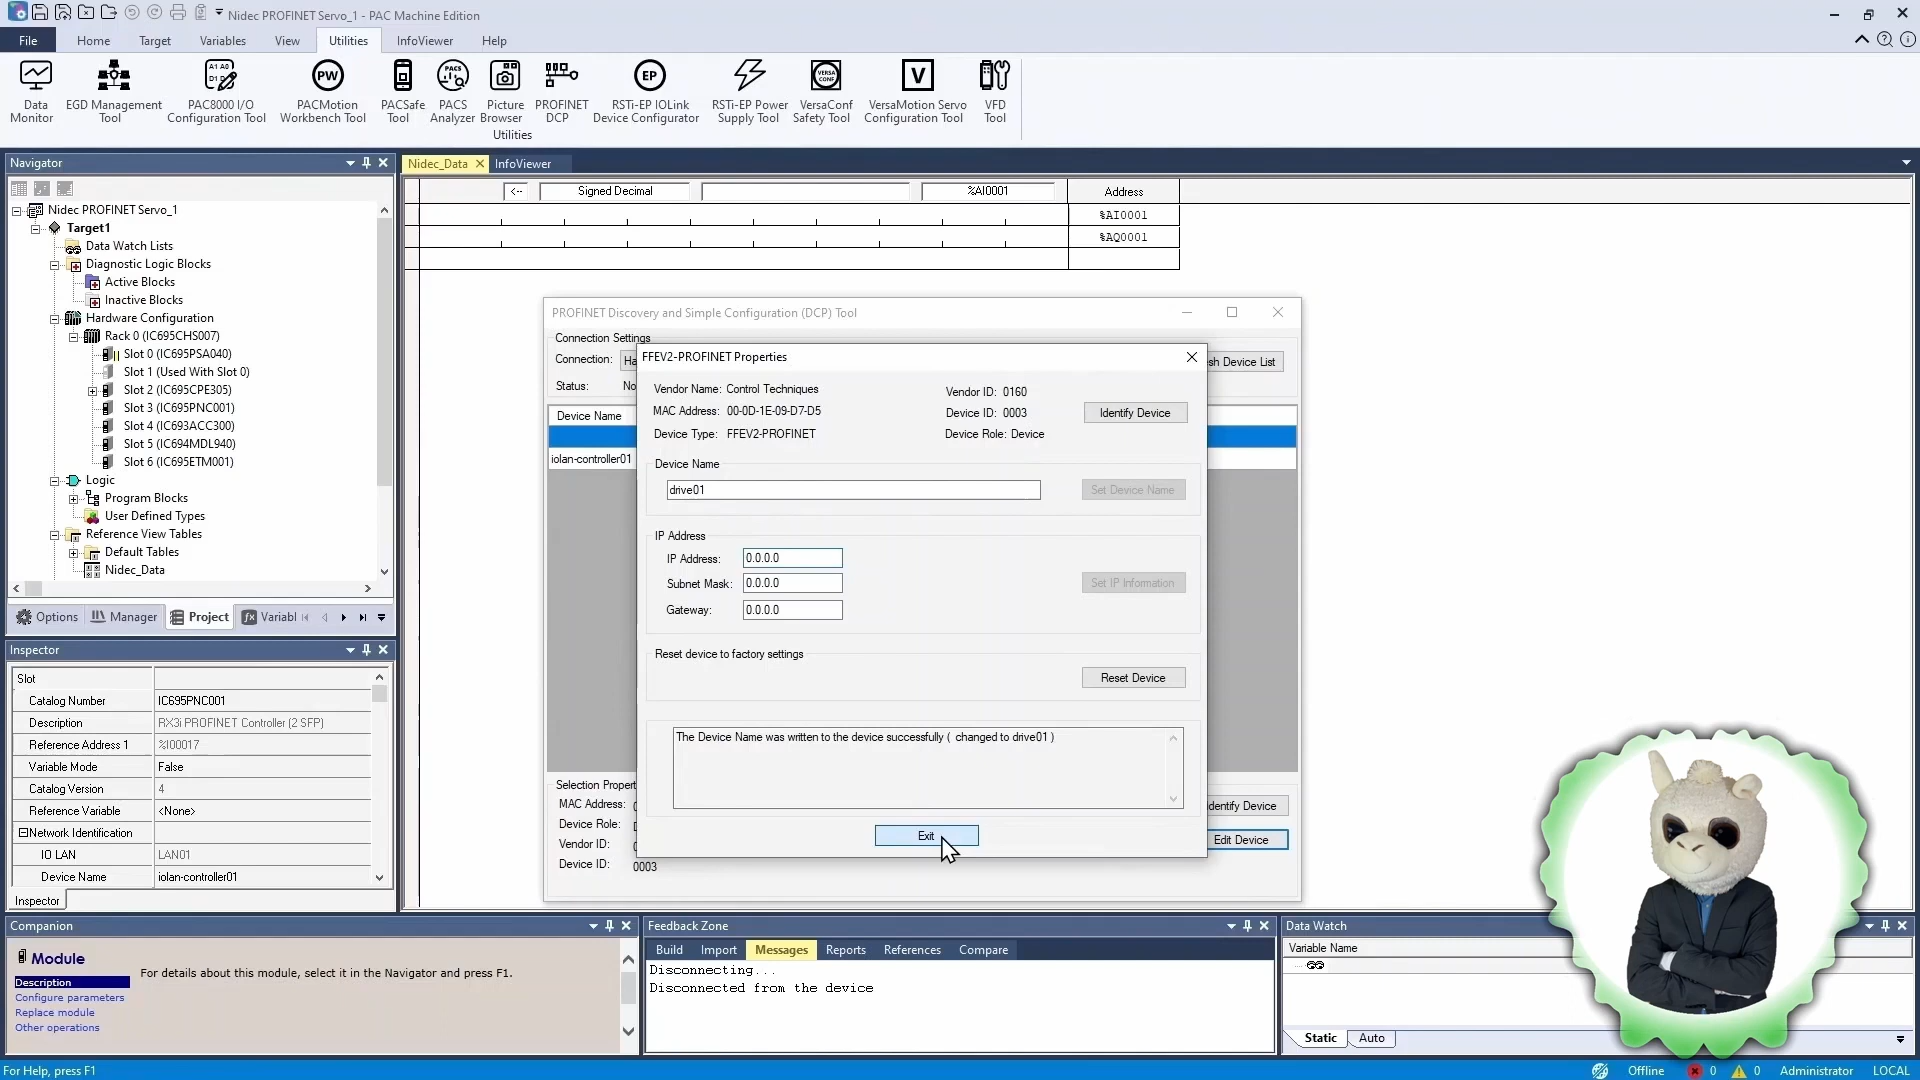 Nidec PROFINET Servo_1 - PAC Machine Edition
File Home Target Variables View Utilities InfoViewer Help
Data Monitor
EGD Management Tool
PAC8000 I/O Configuration Tool
PACMotion Workbench Tool
PACSafe Tool
PACS Analyzer
Picture Browser
PROFINET DCP
RSTi-EP IOLink Device Configurator
RSTi-EP Power Supply Tool
VersaConf Safety Tool
VersaMotion Servo Configuration Tool
VFD Tool
Utilities
Navigator
Nidec PROFINET Servo_1
Target1
Data Watch Lists
Diagnostic Logic Blocks
Active Blocks
Inactive Blocks
Hardware Configuration
Rack 0 (IC695CHS007)
Slot 0 (IC695PSA040)
Slot 1 (Used With Slot 0)
Slot 2 (IC695CPE305)
Slot 3 (IC695PNC001)
Slot 4 (IC693ACC300)
Slot 5 (IC694MDL940)
Slot 6 (IC695ETM001)
Logic
Program Blocks
User Defined Types
Reference View Tables
Default Tables
Nidec_Data
Options Manager Project Variabl
Inspector
Slot
Catalog Number IC695PNC001
Description RX3i PROFINET Controller (2 SFP)
Reference Address 1 %I00017
Variable Mode False
Catalog Version 4
Reference Variable <None>
Network Identification
IO LAN LAN01
Device Name iolan-controller01
Inspector
Nidec_Data InfoViewer
<-- Signed Decimal %AI0001 Address
%AI0001
%AQ0001
PROFINET Discovery and Simple Configuration (DCP) Tool
Connection Settings
Connection: Ha
esh Device List
Status: No
Device Name
iolan-controller01
Selection Propert
MAC Address:
Device Role:
Vendor ID:
Device ID: 0003
dentify Device
Edit Device
FFEV2-PROFINET Properties
Vendor Name: Control Techniques
Vendor ID: 0160
MAC Address: 00-0D-1E-09-D7-D5
Device ID: 0003
Identify Device
Device Type: FFEV2-PROFINET
Device Role: Device
Device Name
drive01
Set Device Name
IP Address
IP Address: 0.0.0.0
Subnet Mask: 0.0.0.0
Set IP Information
Gateway: 0.0.0.0
Reset device to factory settings
Reset Device
The Device Name was written to the device successfully ( changed to drive01 )
Exit
Companion
Module
Description
Configure parameters
Replace module
Other operations
For details about this module, select it in the Navigator and press F1.
Feedback Zone
Build Import Messages Reports References Compare
Disconnecting...
Disconnected from the device
Data Watch
Variable Name
Static Auto
For Help, press F1
Offline 0 0 Administrator LOCAL